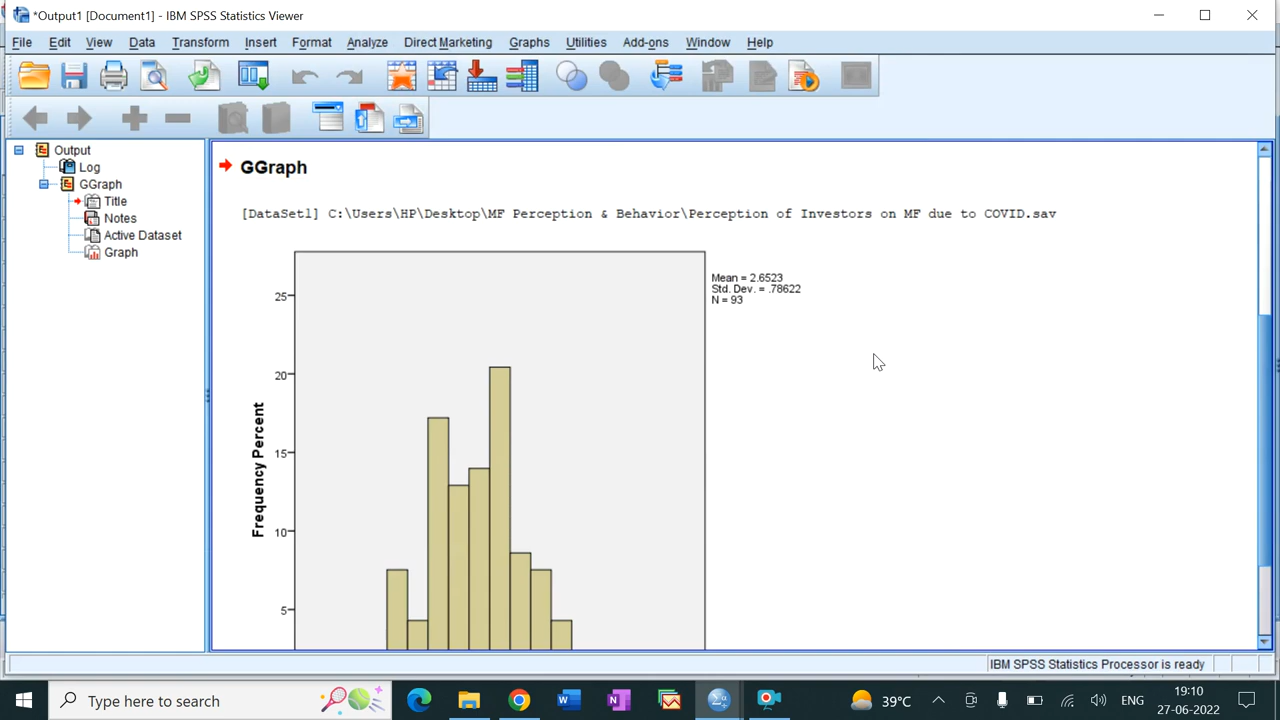 *Output1 [Document1] - IBM SPSS Statistics Viewer
File Edit View Data Transform Insert Format Analyze Direct Marketing Graphs Utilities Add-ons Window Help
Output
Log
GGraph
Title
Notes
Active Dataset
Graph
GGraph
[DataSet1] C:\Users\HP\Desktop\MF Perception & Behavior\Perception of Investors on MF due to COVID.sav
Mean = 2.6523
Std. Dev. = .78622
N = 93
25
20
15
10
5
Frequency Percent
IBM SPSS Statistics Processor is ready
Type here to search
39°C
ENG
19:10
27-06-2022